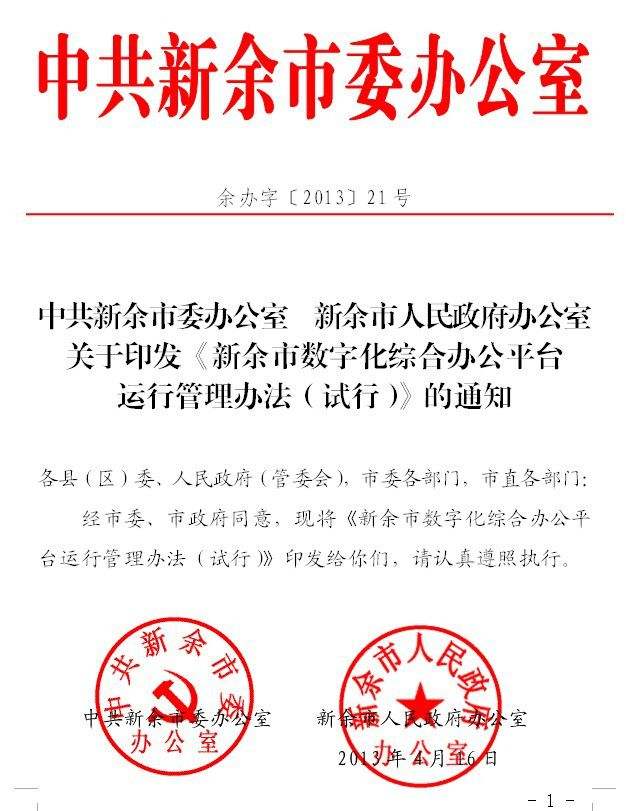 中共新余市委办公室
余办字〔2013〕21号
中共新余市委办公室 新余市人民政府办公室
关于印发《新余市数字化综合办公平台
运行管理办法（试行）》的通知
各县（区）委、人民政府（管委会），市委各部门，市直各部门：
经市委、市政府同意，现将《新余市数字化综合办公平
台运行管理办法（试行）》印发给你们，请认真遵照执行。
中共新余市委
办公室
新余市人民政府
办公室
中共新余市委办公室 新余市人民政府办公室
2013年4月16日
- 1 -